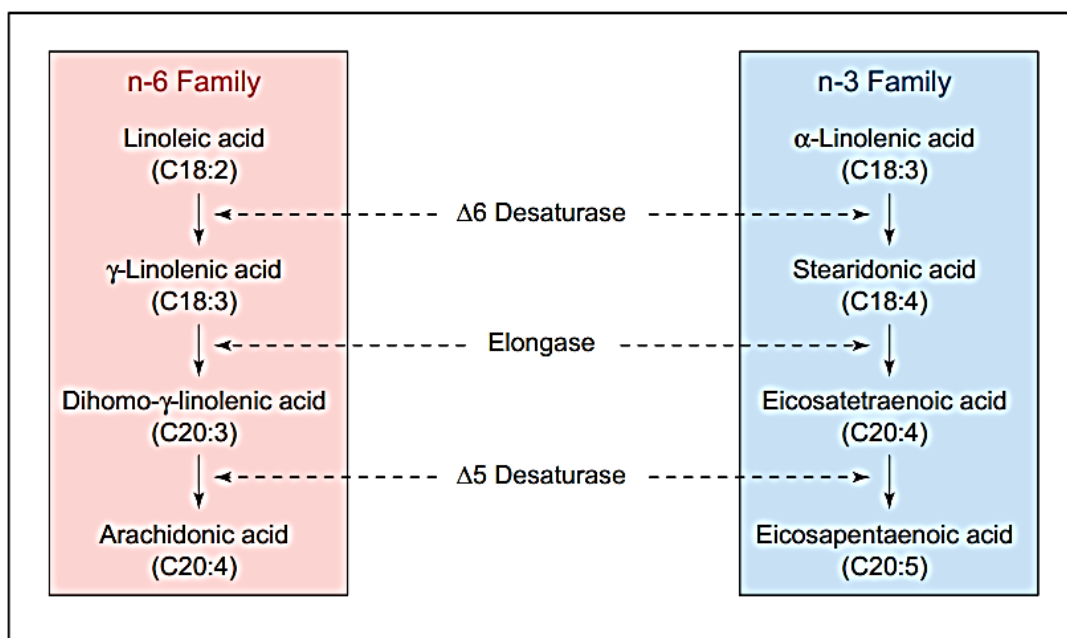 n-6 Family
Linoleic acid
(C18:2)
γ-Linolenic acid
(C18:3)
Dihomo-γ-linolenic acid
(C20:3)
Arachidonic acid
(C20:4)
Δ6 Desaturase
Elongase
Δ5 Desaturase
n-3 Family
α-Linolenic acid
(C18:3)
Stearidonic acid
(C18:4)
Eicosatetraenoic acid
(C20:4)
Eicosapentaenoic acid
(C20:5)